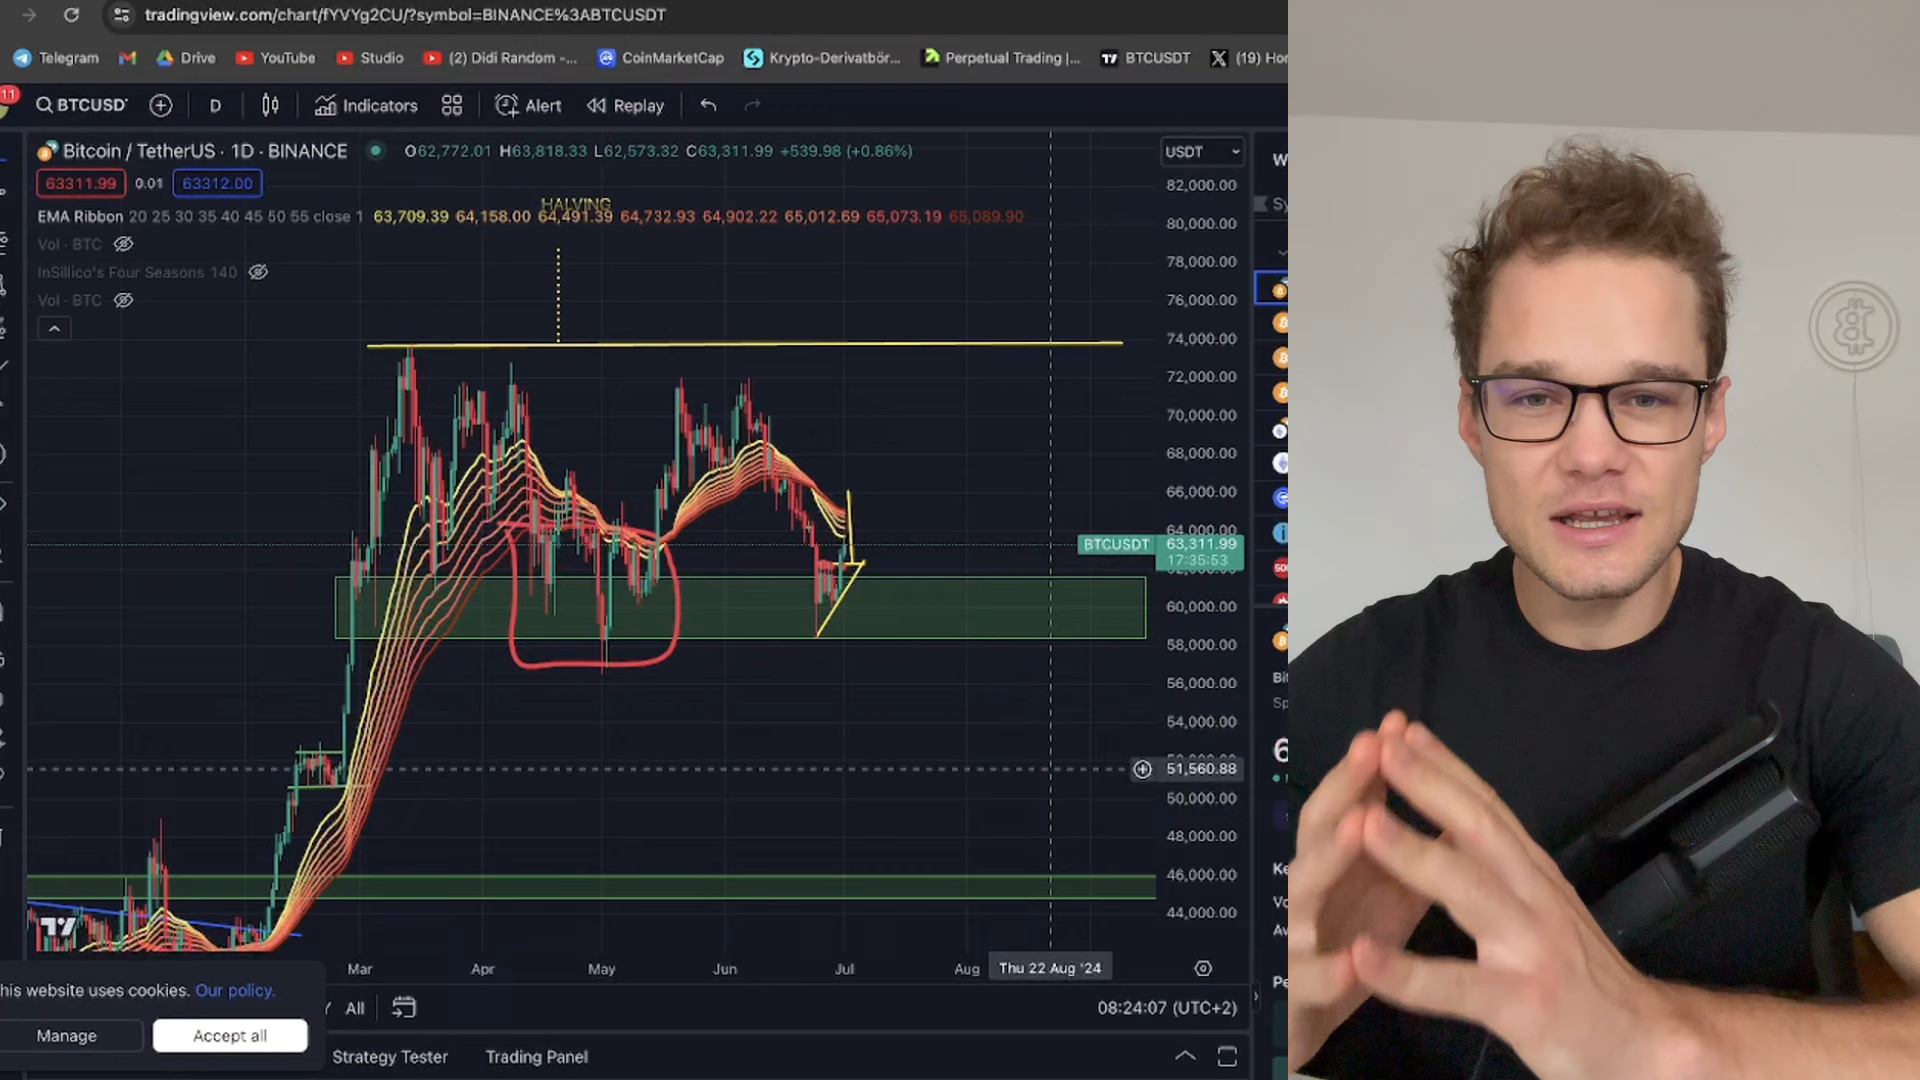 tradingview.com/chart/fYVYg2CU/?symbol=BINANCE%3ABTCUSDT
Telegram Drive YouTube Studio (2) Didi Random -... CoinMarketCap Krypto-Derivatbör... Perpetual Trading |... BTCUSDT (19)
11
BTCUSD D Indicators Alert Replay
Bitcoin / TetherUS · 1D · BINANCE O62,772.01 H63,818.33 L62,573.32 C63,311.99 +539.98 (+0.86%)
USDT
63311.99 0.01 63312.00
HALVING
EMA Ribbon 20 25 30 35 40 45 50 55 close 1 63,709.39 64,158.00 64,491.39 64,732.93 64,902.22 65,012.69 65,073.19 65,089.90
Vol · BTC
InSillico's Four Seasons 140
Vol · BTC
82,000.00
80,000.00
78,000.00
76,000.00
74,000.00
72,000.00
70,000.00
68,000.00
66,000.00
64,000.00
BTCUSDT 63,311.99
17:35:53
60,000.00
58,000.00
56,000.00
54,000.00
51,560.88
50,000.00
48,000.00
46,000.00
44,000.00
Mar Apr May Jun Jul Aug Thu 22 Aug '24
his website uses cookies. Our policy.
Manage Accept all
All
08:24:07 (UTC+2)
Strategy Tester Trading Panel